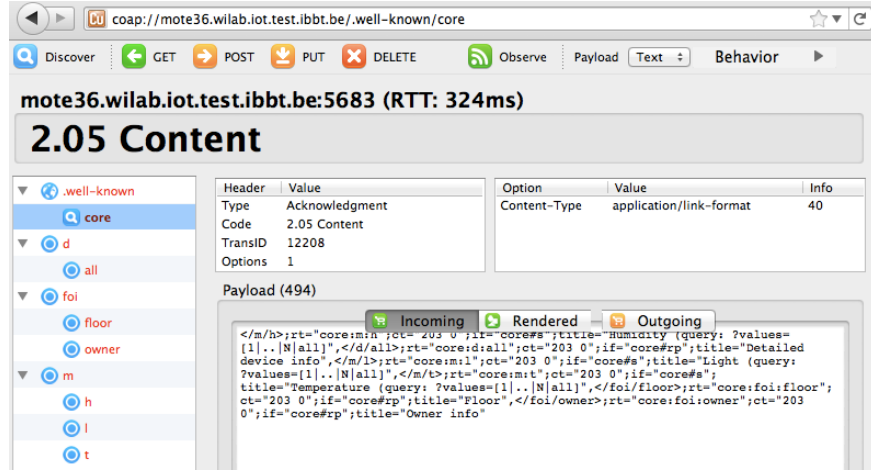 coap://mote36.wilab.iot.test.ibbt.be/.well-known/core
Discover GET POST PUT DELETE Observe Payload Text Behavior
mote36.wilab.iot.test.ibbt.be:5683 (RTT: 324ms)
2.05 Content
.well-known
core
d
all
foi
floor
owner
m
h
l
t
Header Value
Type Acknowledgment
Code 2.05 Content
TransID 12208
Options 1
Option Value Info
Content-Type application/link-format 40
Payload (494)
Incoming Rendered Outgoing
</m/h>;rt="core:m:h";ct="203 0";if="core#s";title="Humidity (query: ?values=
[1|..|N|all]",</d/all>;rt="core:d:all";ct="203 0";if="core#rp";title="Detailed
device info",</m/l>;rt="core:m:l";ct="203 0";if="core#s";title="Light (query:
?values=[1|..|N|all]",</m/t>;rt="core:m:t";ct="203 0";if="core#s";
title="Temperature (query: ?values=[1|..|N|all]",</foi/floor>;rt="core:foi:floor";
ct="203 0";if="core#rp";title="Floor",</foi/owner>;rt="core:foi:owner";ct="203
0";if="core#rp";title="Owner info"